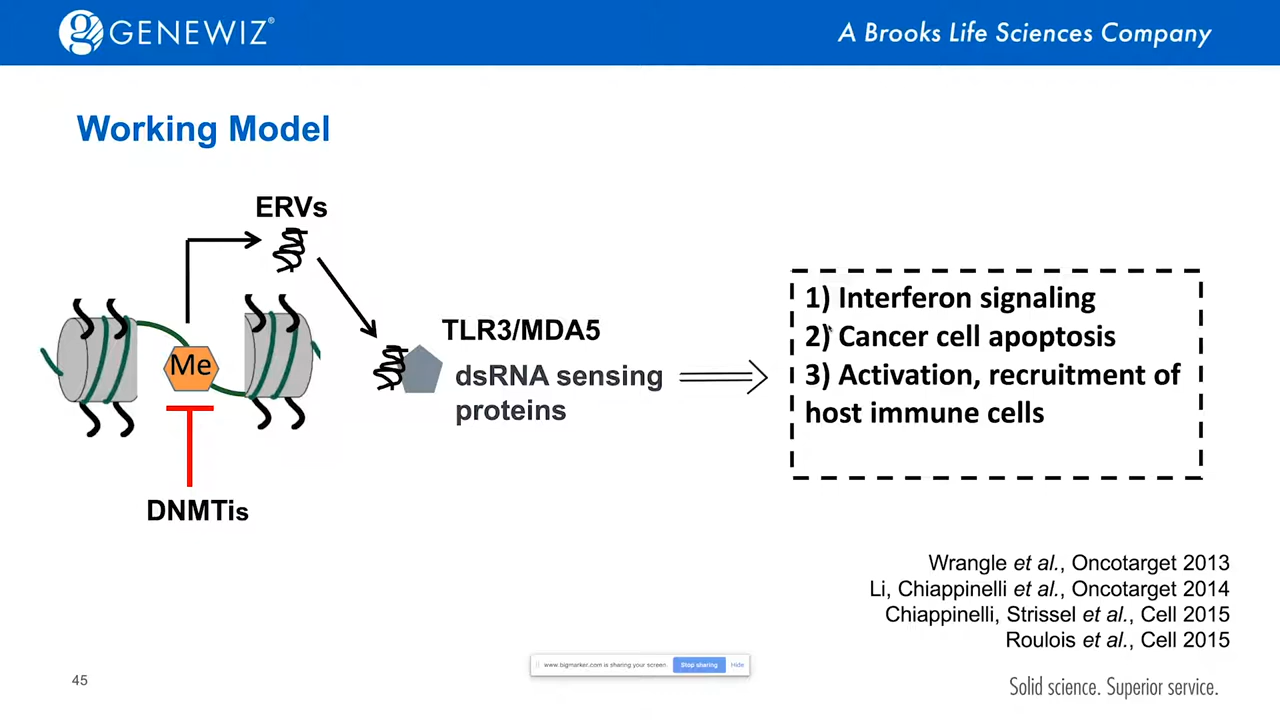 GENEWIZ®
A Brooks Life Sciences Company
Working Model
ERVs
Me
DNMTis
TLR3/MDA5
dsRNA sensing
proteins
1) Interferon signaling
2) Cancer cell apoptosis
3) Activation, recruitment of
host immune cells
Wrangle et al., Oncotarget 2013
Li, Chiappinelli et al., Oncotarget 2014
Chiappinelli, Strissel et al., Cell 2015
Roulois et al., Cell 2015
www.bigmarker.com is sharing your screen. Stop sharing Hide
45
Solid science. Superior service.